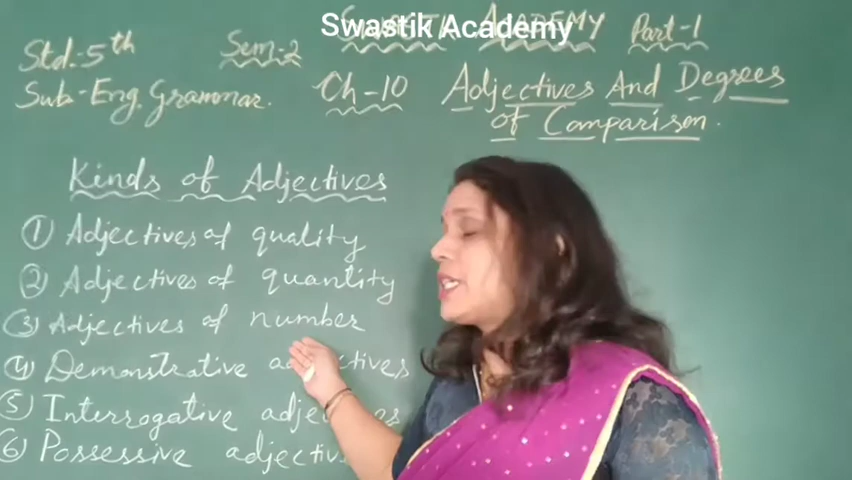 Swastik Academy
ACADEMY Part-1
Std:-5th Sem-2
Sub-Eng. Grammar. Ch-10 Adjectives And Degrees
of Comparison.
Kinds of Adjectives
① Adjectives of quality
② Adjectives of quantity
③ Adjectives of number
④ Demonstrative
⑤ Interrogative
⑥ Possessive